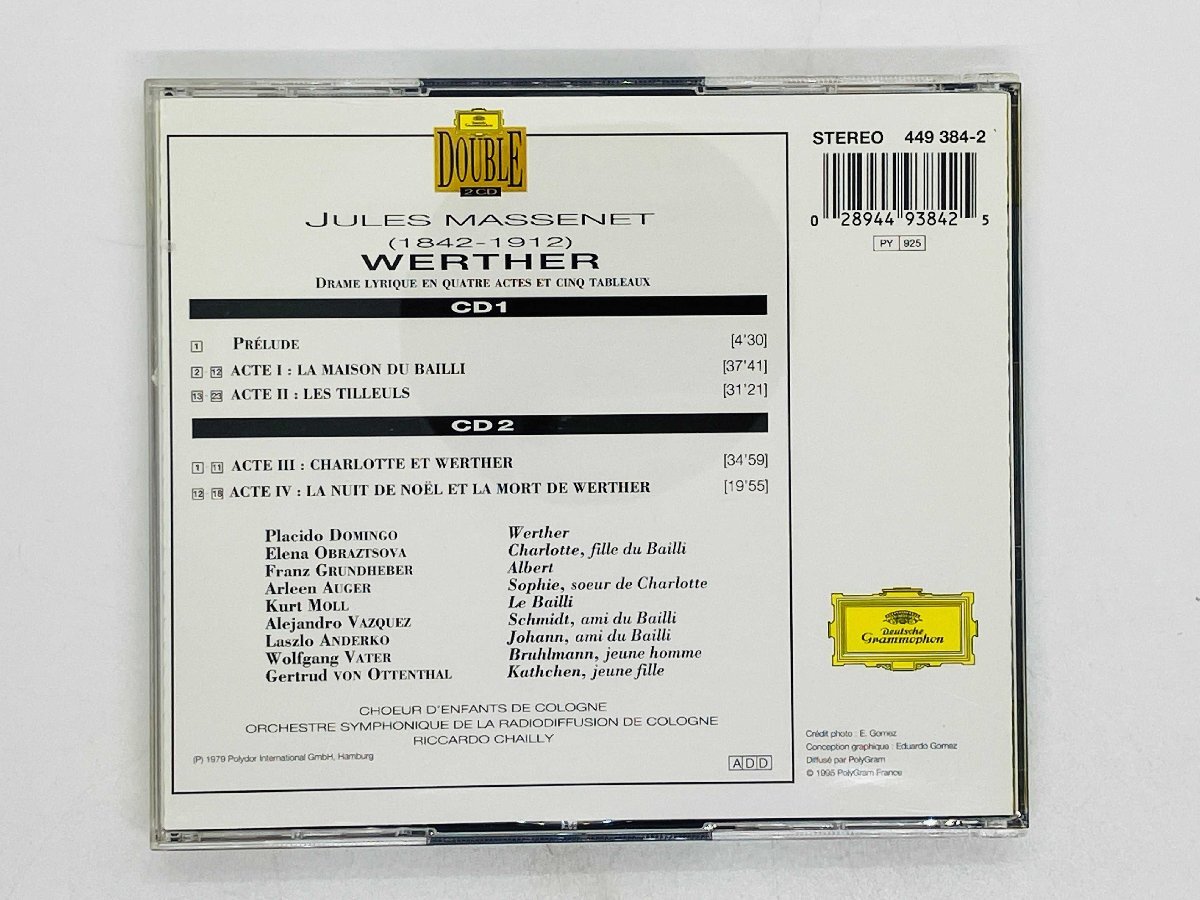 Deutsche
Grammophon
DOUBLE
2 CD
JULES MASSENET
(1842-1912)
WERTHER
DRAME LYRIQUE EN QUATRE ACTES ET CINQ TABLEAUX
CD 1
1 PRÉLUDE [4'30]
2 - 12 ACTE I : LA MAISON DU BAILLI [37'41]
13 - 23 ACTE II : LES TILLEULS [31'21]
CD 2
1 - 11 ACTE III : CHARLOTTE ET WERTHER [34'59]
12 - 18 ACTE IV : LA NUIT DE NOËL ET LA MORT DE WERTHER [19'55]
Placido DOMINGO Werther
Elena OBRAZTSOVA Charlotte, fille du Bailli
Franz GRUNDHEBER Albert
Arleen AUGER Sophie, soeur de Charlotte
Kurt MOLL Le Bailli
Alejandro VAZQUEZ Schmidt, ami du Bailli
Laszlo ANDERKO Johann, ami du Bailli
Wolfgang VATER Bruhlmann, jeune homme
Gertrud VON OTTENTHAL Kathchen, jeune fille
CHOEUR D'ENFANTS DE COLOGNE
ORCHESTRE SYMPHONIQUE DE LA RADIODIFFUSION DE COLOGNE
RICCARDO CHAILLY
(P) 1979 Polydor International GmbH, Hamburg
ADD
STEREO 449 384-2
0 28944 93842 5
PY 925
Deutsche
Grammophon
Crédit photo : E. Gomez
Conception graphique : Eduardo Gomez
Diffusé par PolyGram
© 1995 PolyGram France